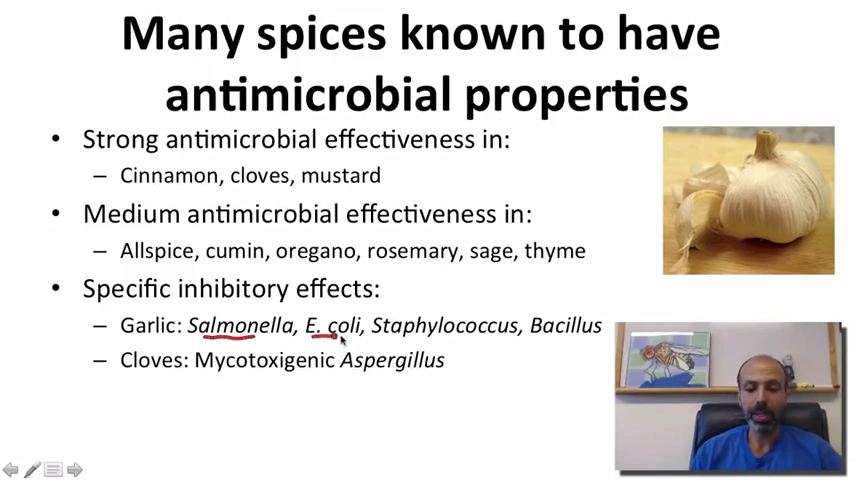 Many spices known to have
antimicrobial properties
• Strong antimicrobial effectiveness in:
– Cinnamon, cloves, mustard
• Medium antimicrobial effectiveness in:
– Allspice, cumin, oregano, rosemary, sage, thyme
• Specific inhibitory effects:
– Garlic: Salmonella, E. coli, Staphylococcus, Bacillus
– Cloves: Mycotoxigenic Aspergillus